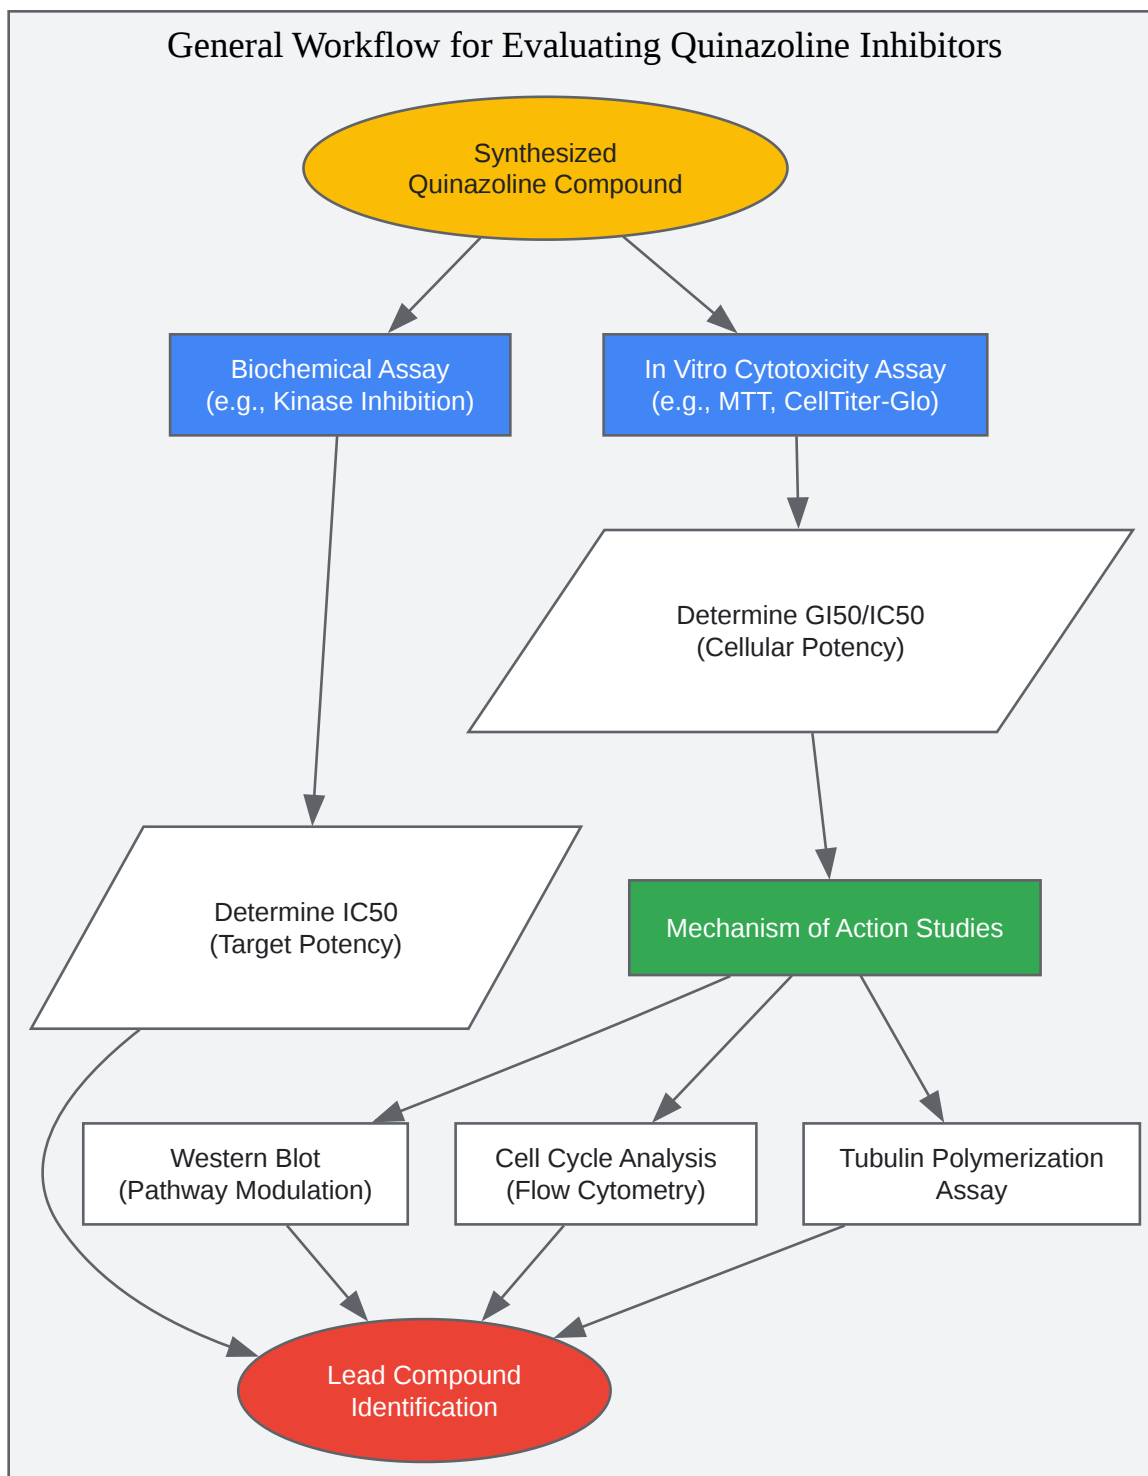 General Workflow for Evaluating Quinazoline Inhibitors
Synthesized
Quinazoline Compound
Biochemical Assay
(e.g., Kinase Inhibition)
In Vitro Cytotoxicity Assay
(e.g., MTT, CellTiter-Glo)
Determine GI50/IC50
(Cellular Potency)
Determine IC50
(Target Potency)
Mechanism of Action Studies
Western Blot
(Pathway Modulation)
Cell Cycle Analysis
(Flow Cytometry)
Tubulin Polymerization
Assay
Lead Compound
Identification